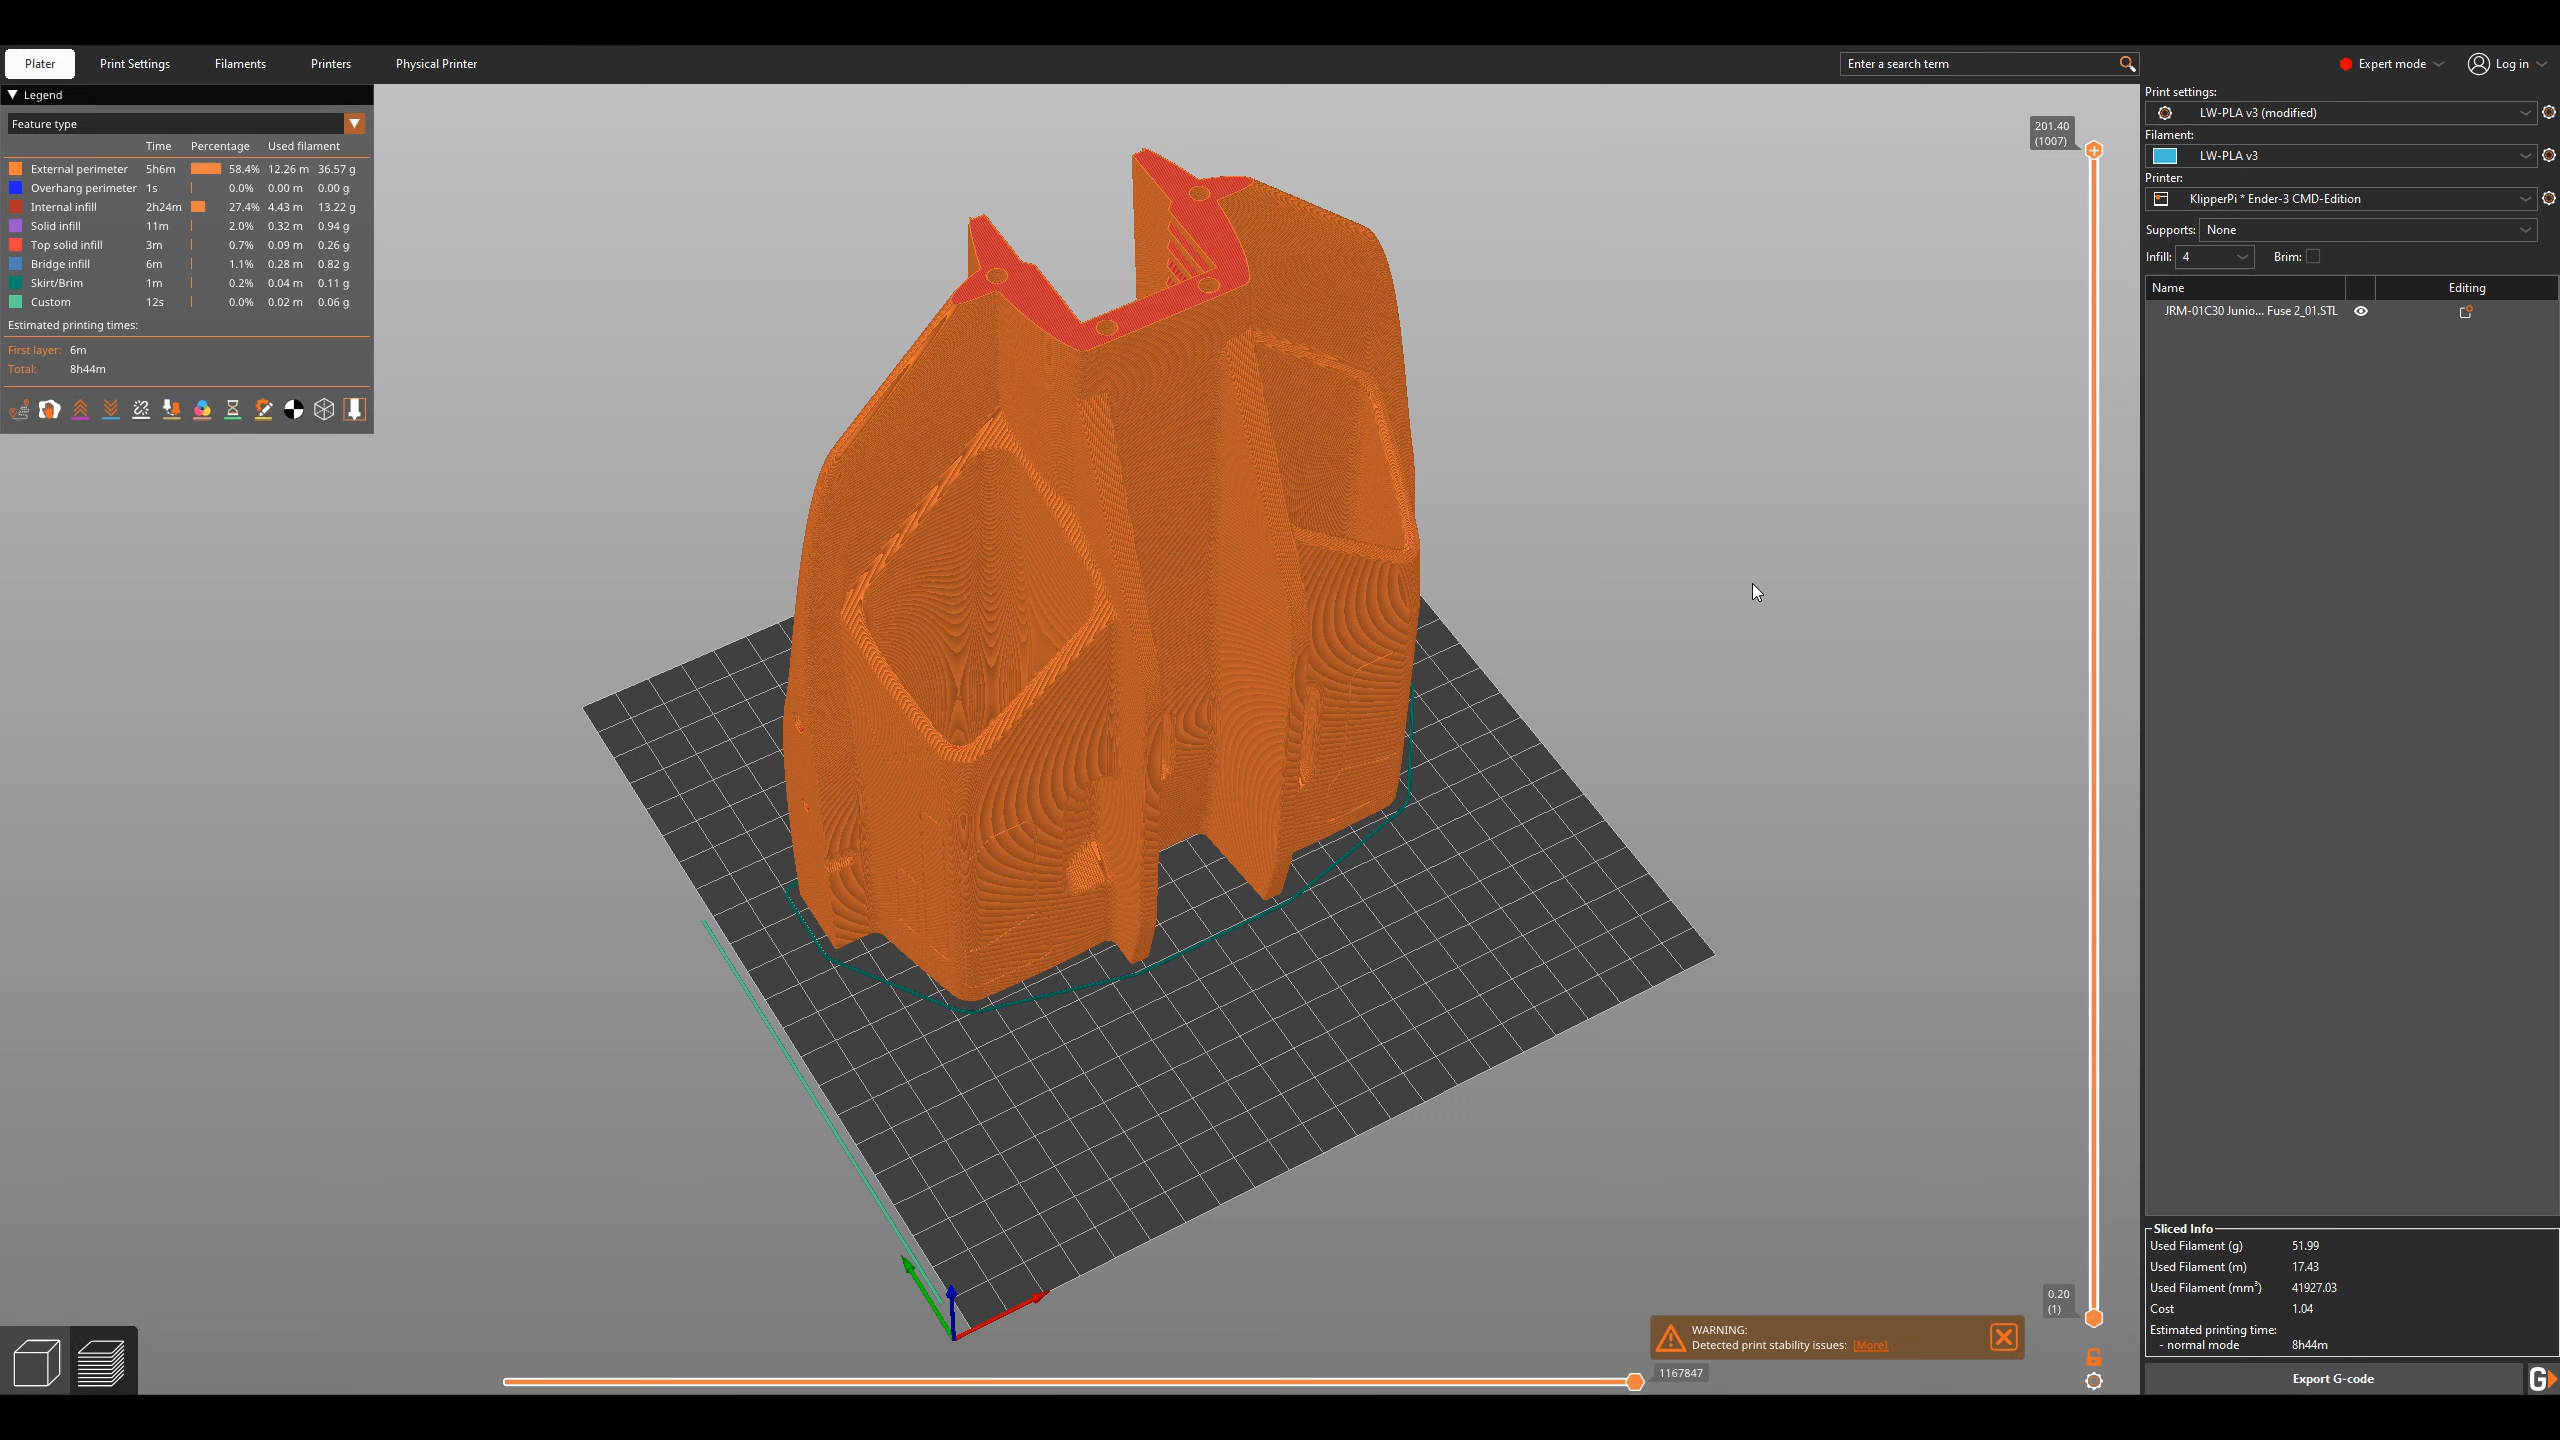 Plater Print Settings Filaments Printers Physical Printer Enter a search term Expert mode Log in
Legend
Feature type
Time Percentage Used filament
External perimeter 5h6m 58.4% 12.26 m 36.57 g
Overhang perimeter 1s 0.0% 0.00 m 0.00 g
Internal infill 2h24m 27.4% 4.43 m 13.22 g
Solid infill 11m 2.0% 0.32 m 0.94 g
Top solid infill 3m 0.7% 0.09 m 0.26 g
Bridge infill 6m 1.1% 0.28 m 0.82 g
Skirt/Brim 1m 0.2% 0.04 m 0.11 g
Custom 12s 0.0% 0.02 m 0.06 g
Estimated printing times:
First layer: 6m
Total: 8h44m
201.40
(1007)
0.20
(1)
WARNING:
Detected print stability issues: [More]
1167847
Print settings:
LW-PLA v3 (modified)
Filament:
LW-PLA v3
Printer:
KlipperPi * Ender-3 CMD-Edition
Supports: None
Infill: 4 Brim:
Name Editing
JRM-01C30 Junio... Fuse 2_01.STL
Sliced Info
Used Filament (g) 51.99
Used Filament (m) 17.43
Used Filament (mm³) 41927.03
Cost 1.04
Estimated printing time:
- normal mode 8h44m
Export G-code G